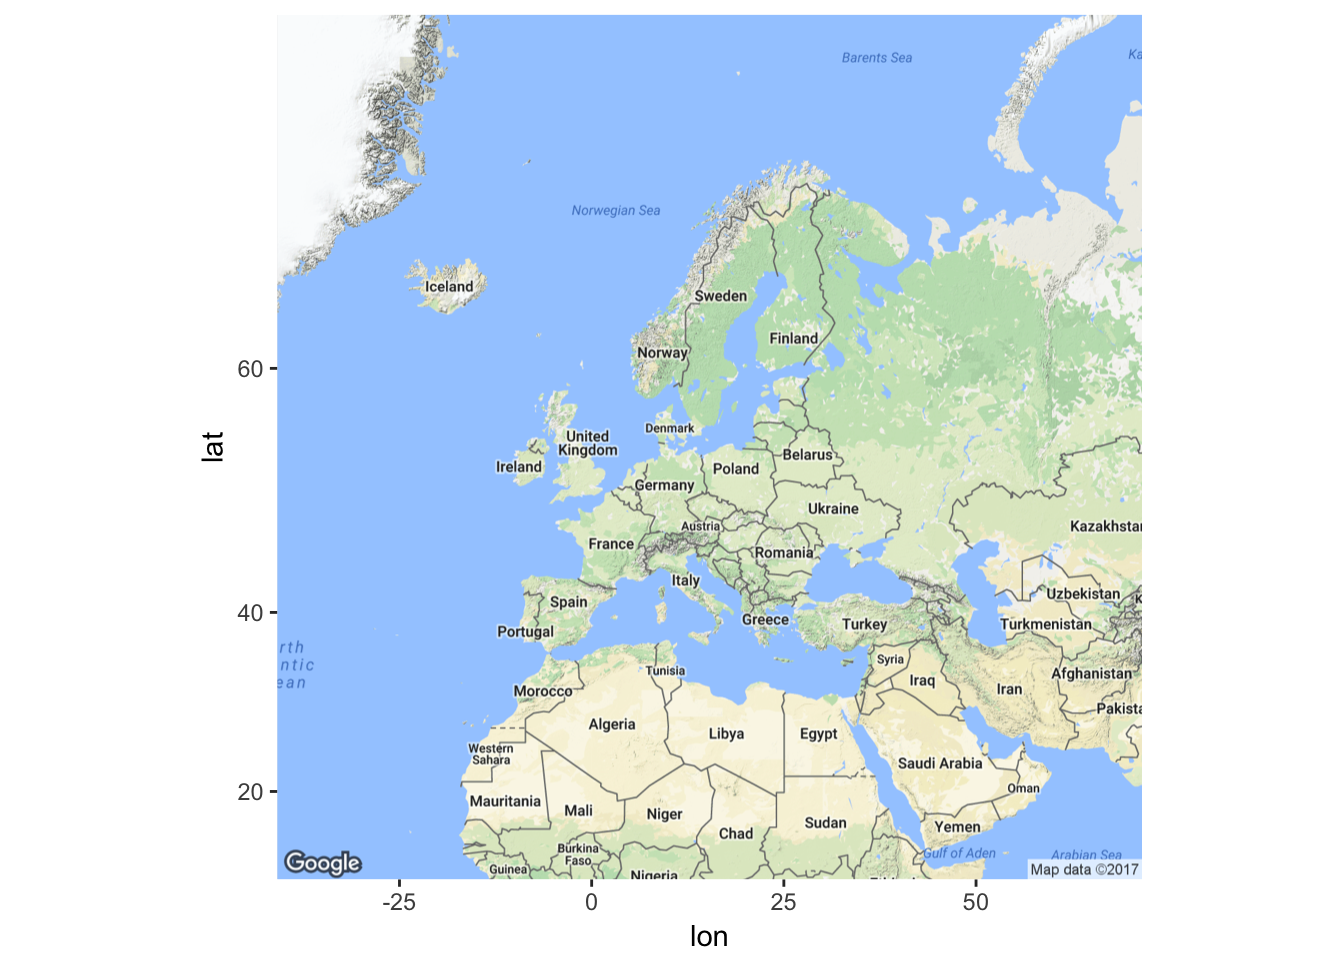 Barents Sea
Ka
Norwegian Sea
Iceland
Sweden
Finland
Norway
60
Denmark
United
Kingdom
Ireland
Belarus
Poland
Germany
lat
Ukraine
Austria
Kazakhstan
France
Romania
Italy
Uzbekistan
K
Spain
40
Greece
Turkey
Turkmenistan
Portugal
rth
ntic
ean
Syria
Tunisia
Afghanistan
Iraq
Iran
Morocco
Pakista
Algeria
Libya
Egypt
Western
Sahara
Saudi Arabia
20
Oman
Mauritania
Mali
Niger
Sudan
Yemen
Chad
Burkina
Faso
Gulf of Aden
Arabian Sea
Google
Guinea
Nigeria
Map data ©2017
-25
0
25
50
lon